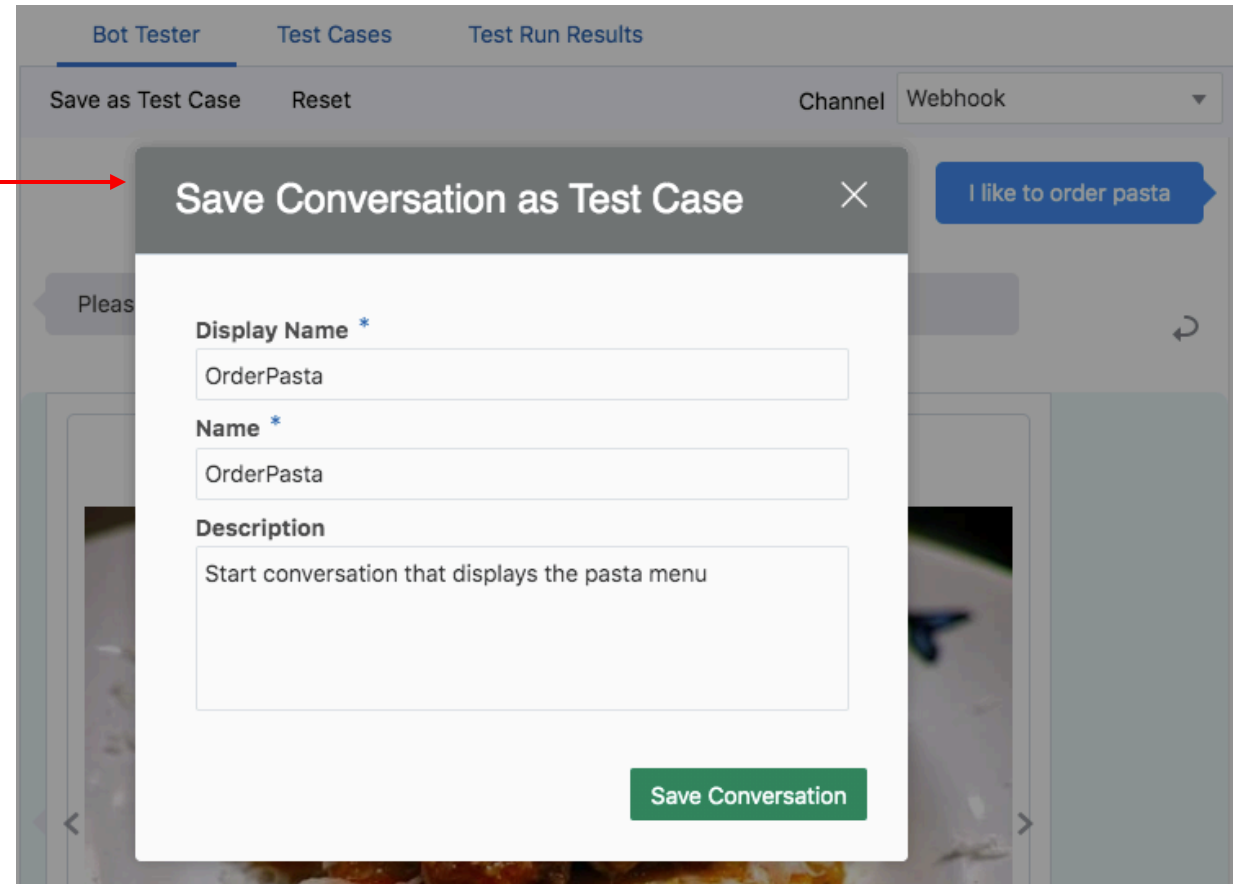 Bot Tester Test Cases Test Run Results
Save as Test Case Reset Channel Webhook
Save Conversation as Test Case
I like to order pasta
Pleas
Display Name *
OrderPasta
Name *
OrderPasta
Description
Start conversation that displays the pasta menu
Save Conversation